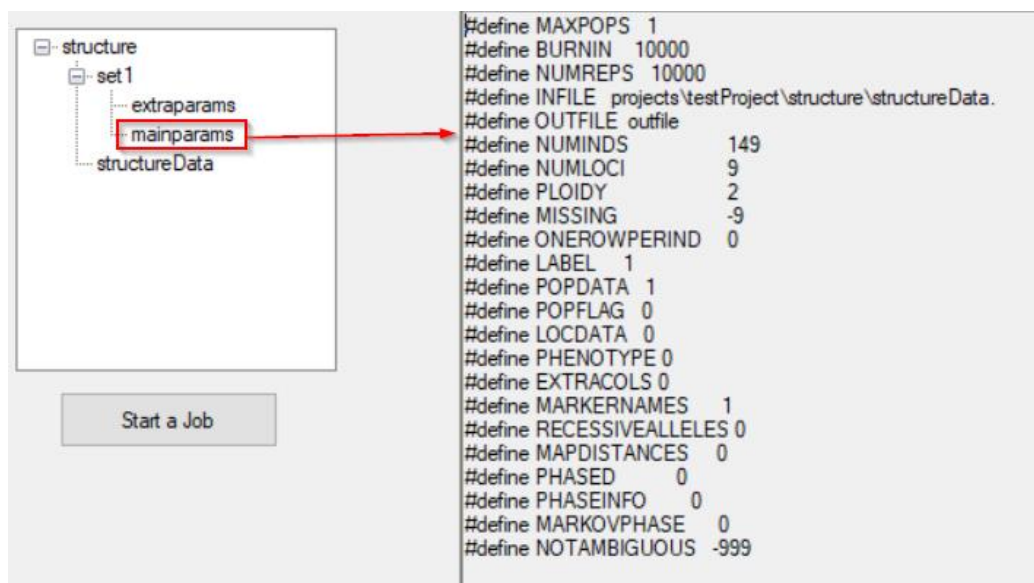 structure
set1
extraparams
mainparams
structureData
Start a Job
#define MAXPOPS 1
#define BURNIN 10000
#define NUMREPS 10000
#define INFILE projects\testProject\structure\structureData.
#define OUTFILE outfile
#define NUMINDS 149
#define NUMLOCI 9
#define PLOIDY 2
#define MISSING -9
#define ONEROWPERIND 0
#define LABEL 1
#define POPDATA 1
#define POPFLAG 0
#define LOCDATA 0
#define PHENOTYPE 0
#define EXTRACOLS 0
#define MARKERNAMES 1
#define RECESSIVEALLELES 0
#define MAPDISTANCES 0
#define PHASED 0
#define PHASEINFO 0
#define MARKOVPHASE 0
#define NOTAMBIGUOUS -999